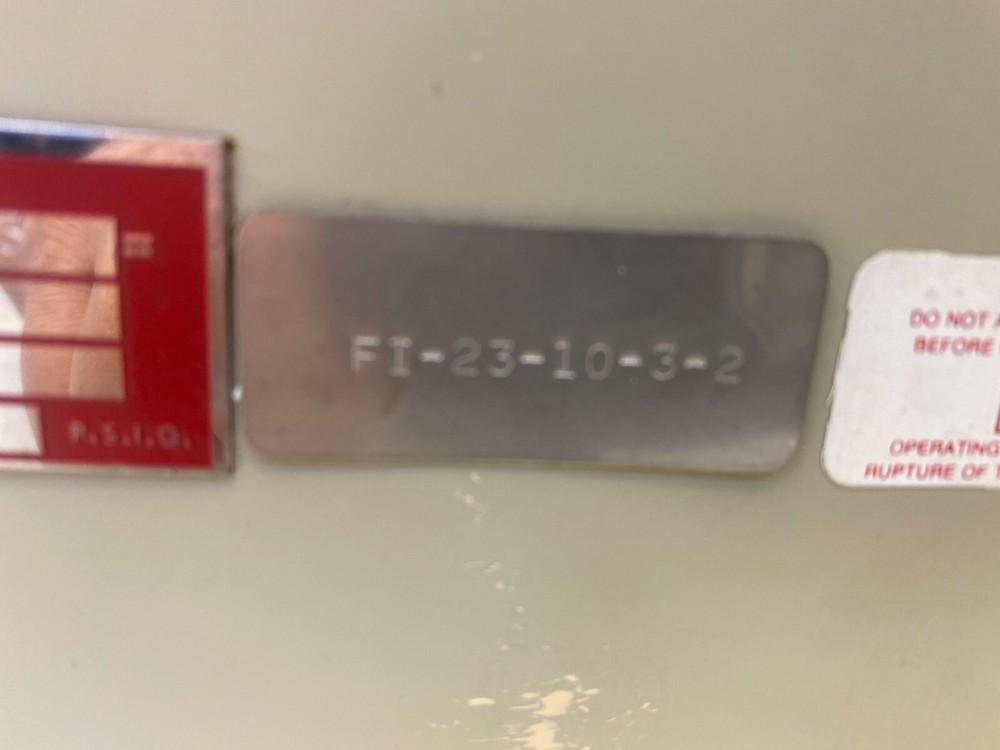 P.S.I.G.
FI-23-10-3-2
DO NOT
BEFORE
OPERATING
RUPTURE OF